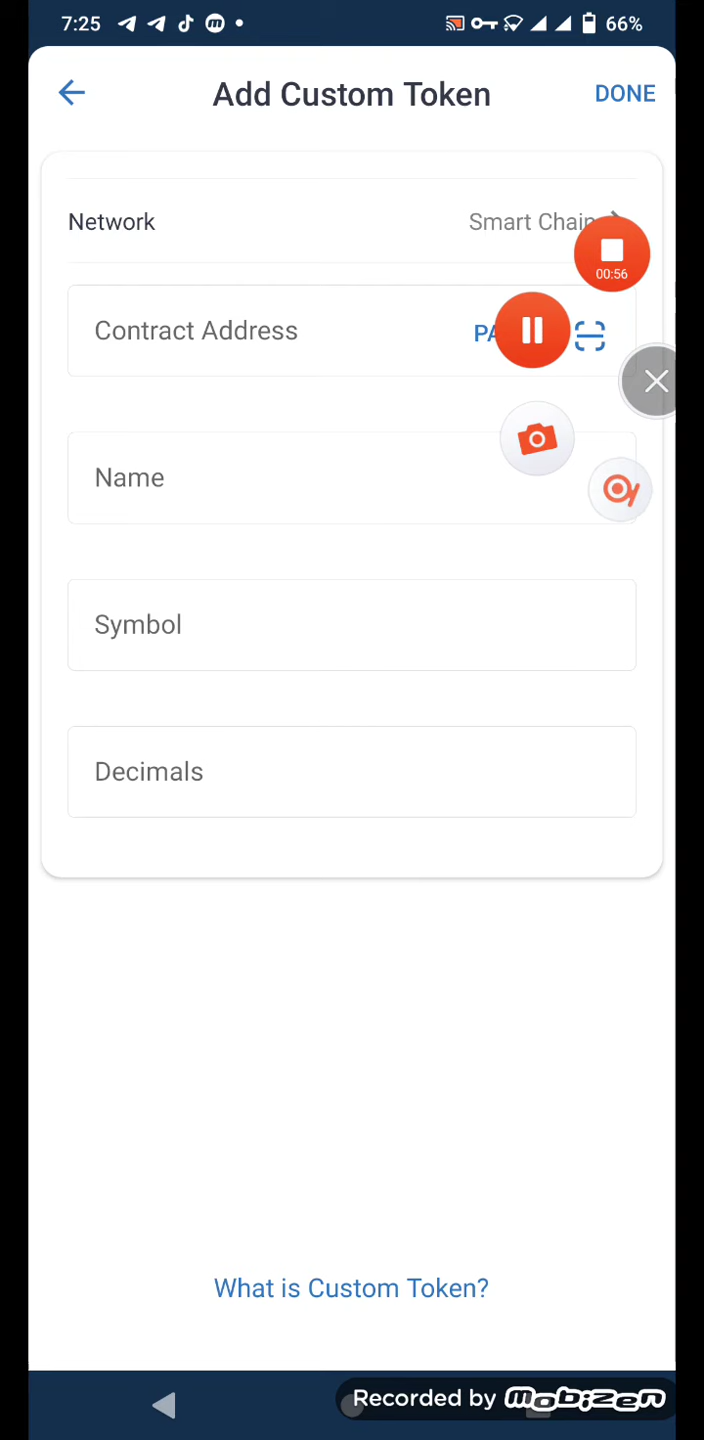 7:25
66%
Add Custom Token
DONE
Network
Smart Chain
00:56
Contract Address
Name
Symbol
Decimals
What is Custom Token?
Recorded by mobizen